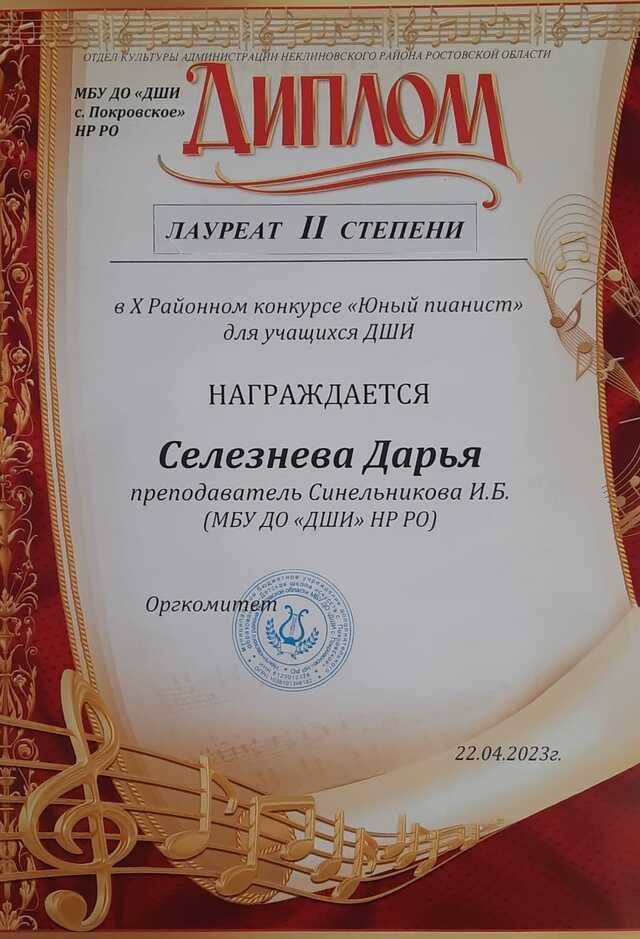 ОТДЕЛ КУЛЬТУРЫ АДМИНИСТРАЦИИ НЕКЛИНОВСКОГО РАЙОНА РОСТОВСКОЙ ОБЛАСТИ
МБУ ДО «ДШИ
с. Покровское»
НР РО
ДИПЛОМ
ЛАУРЕАТ II СТЕПЕНИ
в X Районном конкурсе «Юный пианист»
для учащихся ДШИ
НАГРАЖДАЕТСЯ
Селезнева Дарья
преподаватель Синельникова И.Б.
(МБУ ДО «ДШИ» НР РО)
Оргкомитет
22.04.2023г.